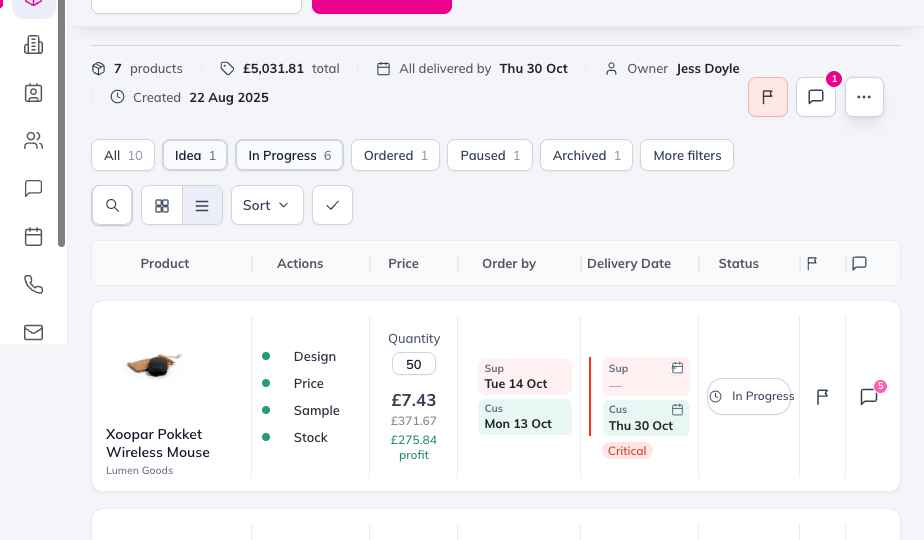 7 products £5,031.81 total All delivered by Thu 30 Oct Owner Jess Doyle
Created 22 Aug 2025
1
All 10 Idea 1 In Progress 6 Ordered 1 Paused 1 Archived 1 More filters
Sort
Product Actions Price Order by Delivery Date Status
Xoopar Pokket
Wireless Mouse
Lumen Goods
Design
Price
Sample
Stock
Quantity
50
£7.43
£371.67
£275.84
profit
Sup
Tue 14 Oct
Cus
Mon 13 Oct
Sup
—
Cus
Thu 30 Oct
Critical
In Progress
5